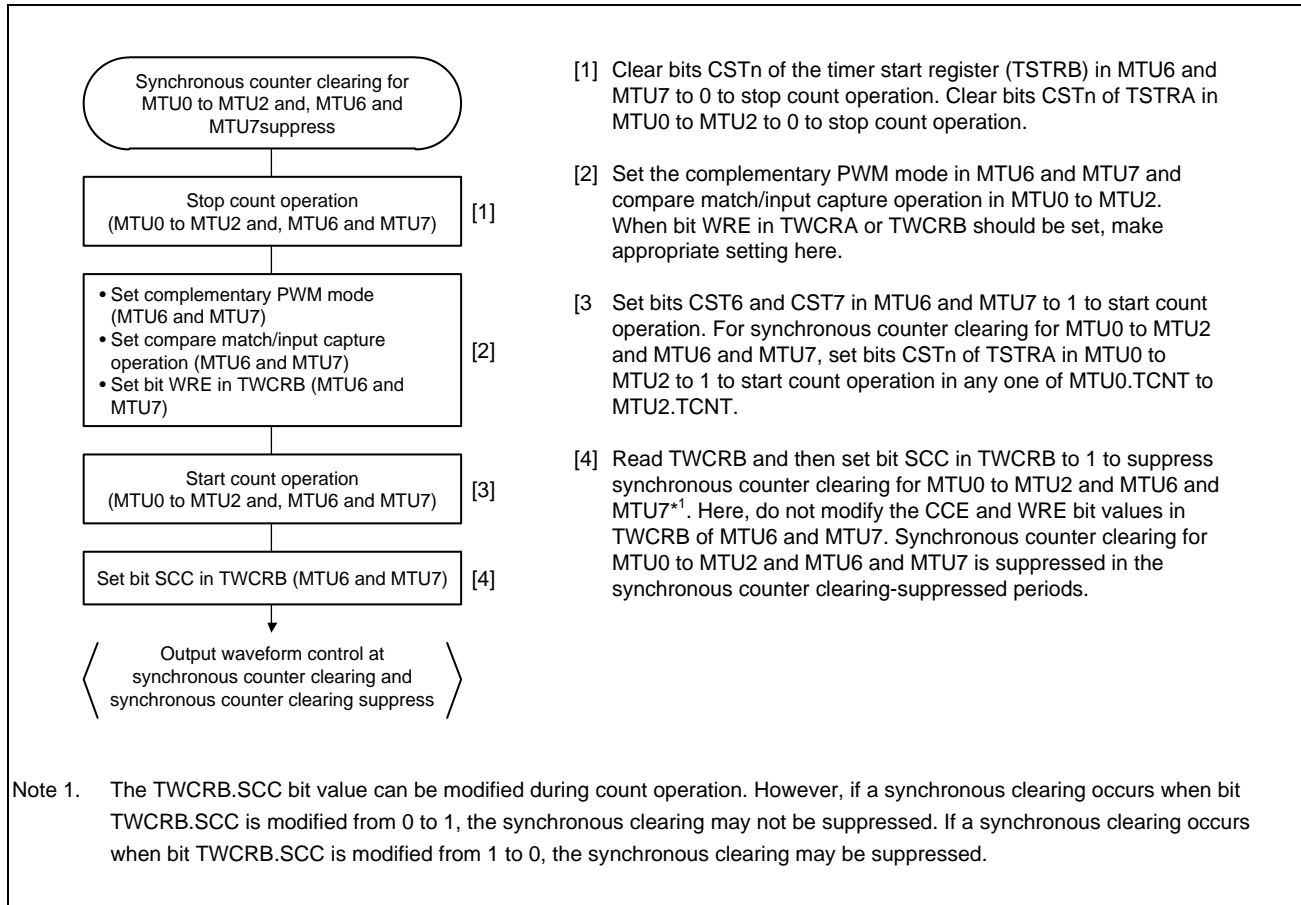 Synchronous counter clearing for
MTU0 to MTU2 and, MTU6 and
MTU7suppress
Stop count operation
(MTU0 to MTU2 and, MTU6 and MTU7)
[1]
• Set complementary PWM mode
(MTU6 and MTU7)
• Set compare match/input capture
operation (MTU6 and MTU7)
• Set bit WRE in TWCRB (MTU6 and
MTU7)
[2]
Start count operation
(MTU0 to MTU2 and, MTU6 and MTU7)
[3]
Set bit SCC in TWCRB (MTU6 and MTU7)
[4]
Output waveform control at
synchronous counter clearing and
synchronous counter clearing suppress
[1] Clear bits CSTn of the timer start register (TSTRB) in MTU6 and
MTU7 to 0 to stop count operation. Clear bits CSTn of TSTRA in
MTU0 to MTU2 to 0 to stop count operation.
[2] Set the complementary PWM mode in MTU6 and MTU7 and
compare match/input capture operation in MTU0 to MTU2.
When bit WRE in TWCRA or TWCRB should be set, make
appropriate setting here.
[3 Set bits CST6 and CST7 in MTU6 and MTU7 to 1 to start count
operation. For synchronous counter clearing for MTU0 to MTU2
and MTU6 and MTU7, set bits CSTn of TSTRA in MTU0 to
MTU2 to 1 to start count operation in any one of MTU0.TCNT to
MTU2.TCNT.
[4] Read TWCRB and then set bit SCC in TWCRB to 1 to suppress
synchronous counter clearing for MTU0 to MTU2 and MTU6 and
MTU7*1. Here, do not modify the CCE and WRE bit values in
TWCRB of MTU6 and MTU7. Synchronous counter clearing for
MTU0 to MTU2 and MTU6 and MTU7 is suppressed in the
synchronous counter clearing-suppressed periods.
Note 1. The TWCRB.SCC bit value can be modified during count operation. However, if a synchronous clearing occurs when bit
TWCRB.SCC is modified from 0 to 1, the synchronous clearing may not be suppressed. If a synchronous clearing occurs
when bit TWCRB.SCC is modified from 1 to 0, the synchronous clearing may be suppressed.